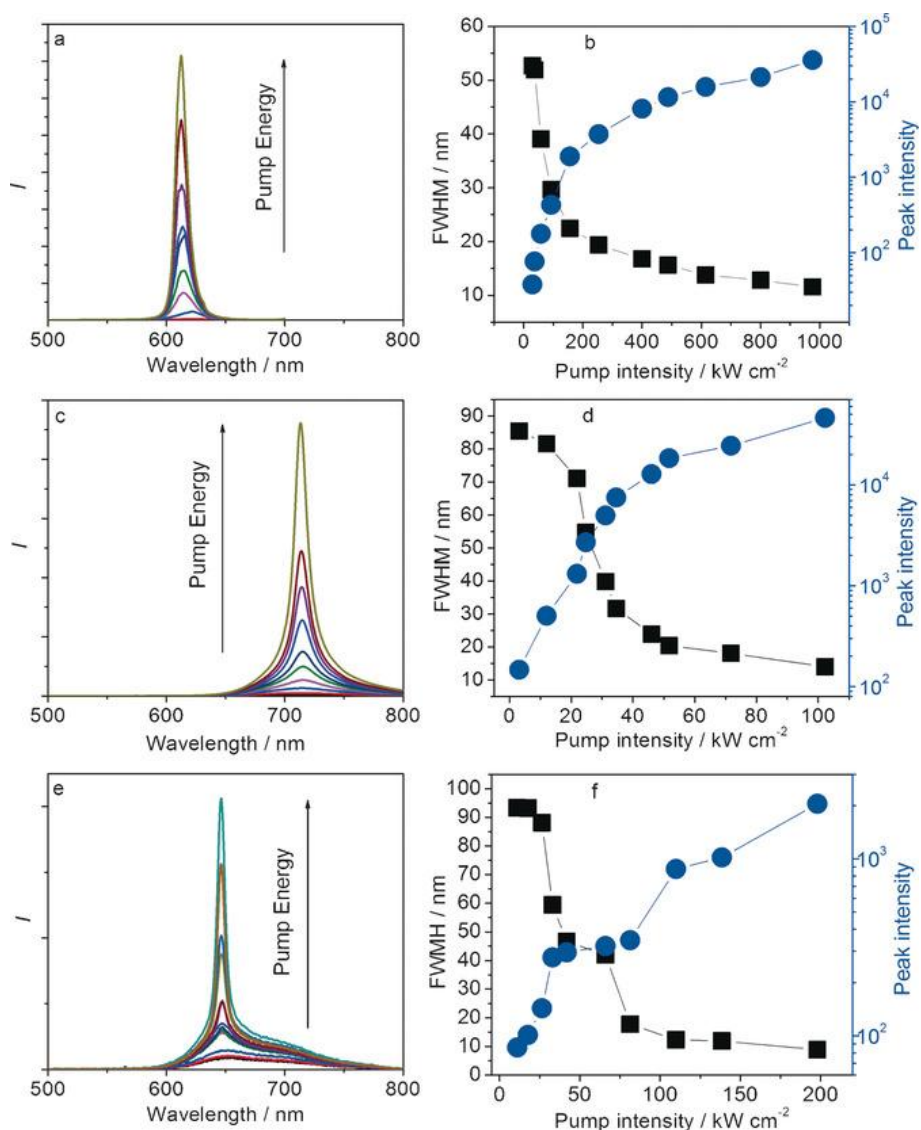 a
I
Pump Energy
500 600 700 800
Wavelength / nm
b
60
50
40
30
20
10
FWHM / nm
10^5
10^4
10^3
10^2
Peak intensity
0 200 400 600 800 1000
Pump intensity / kW cm^-2
c
I
Pump Energy
500 600 700 800
Wavelength / nm
d
90
80
70
60
50
40
30
20
10
FWHM / nm
10^4
10^3
10^2
Peak intensity
0 20 40 60 80 100
Pump intensity / kW cm^-2
e
I
Pump Energy
500 600 700 800
Wavelength / nm
f
100
90
80
70
60
50
40
30
20
10
0
FWMH / nm
10^3
10^2
Peak intensity
0 50 100 150 200
Pump intensity / kW cm^-2